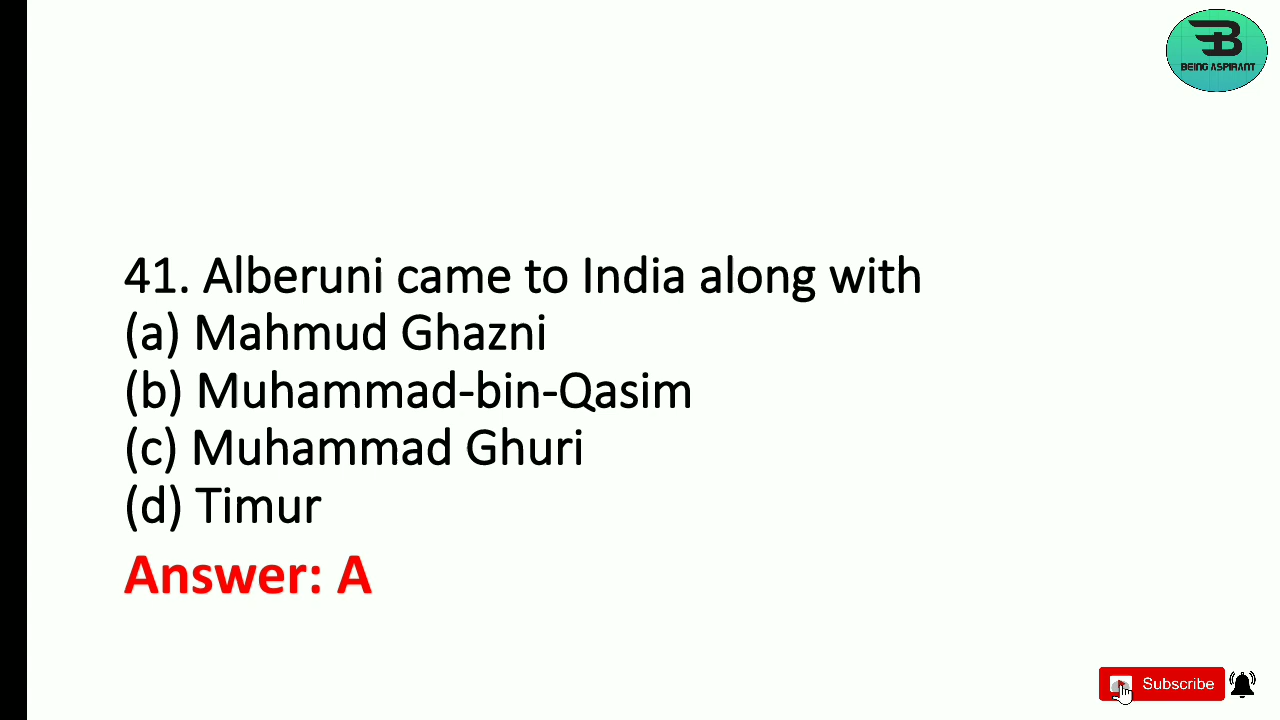 BEING ASPIRANT
41. Alberuni came to India along with
(a) Mahmud Ghazni
(b) Muhammad-bin-Qasim
(c) Muhammad Ghuri
(d) Timur
Answer: A
Subscribe